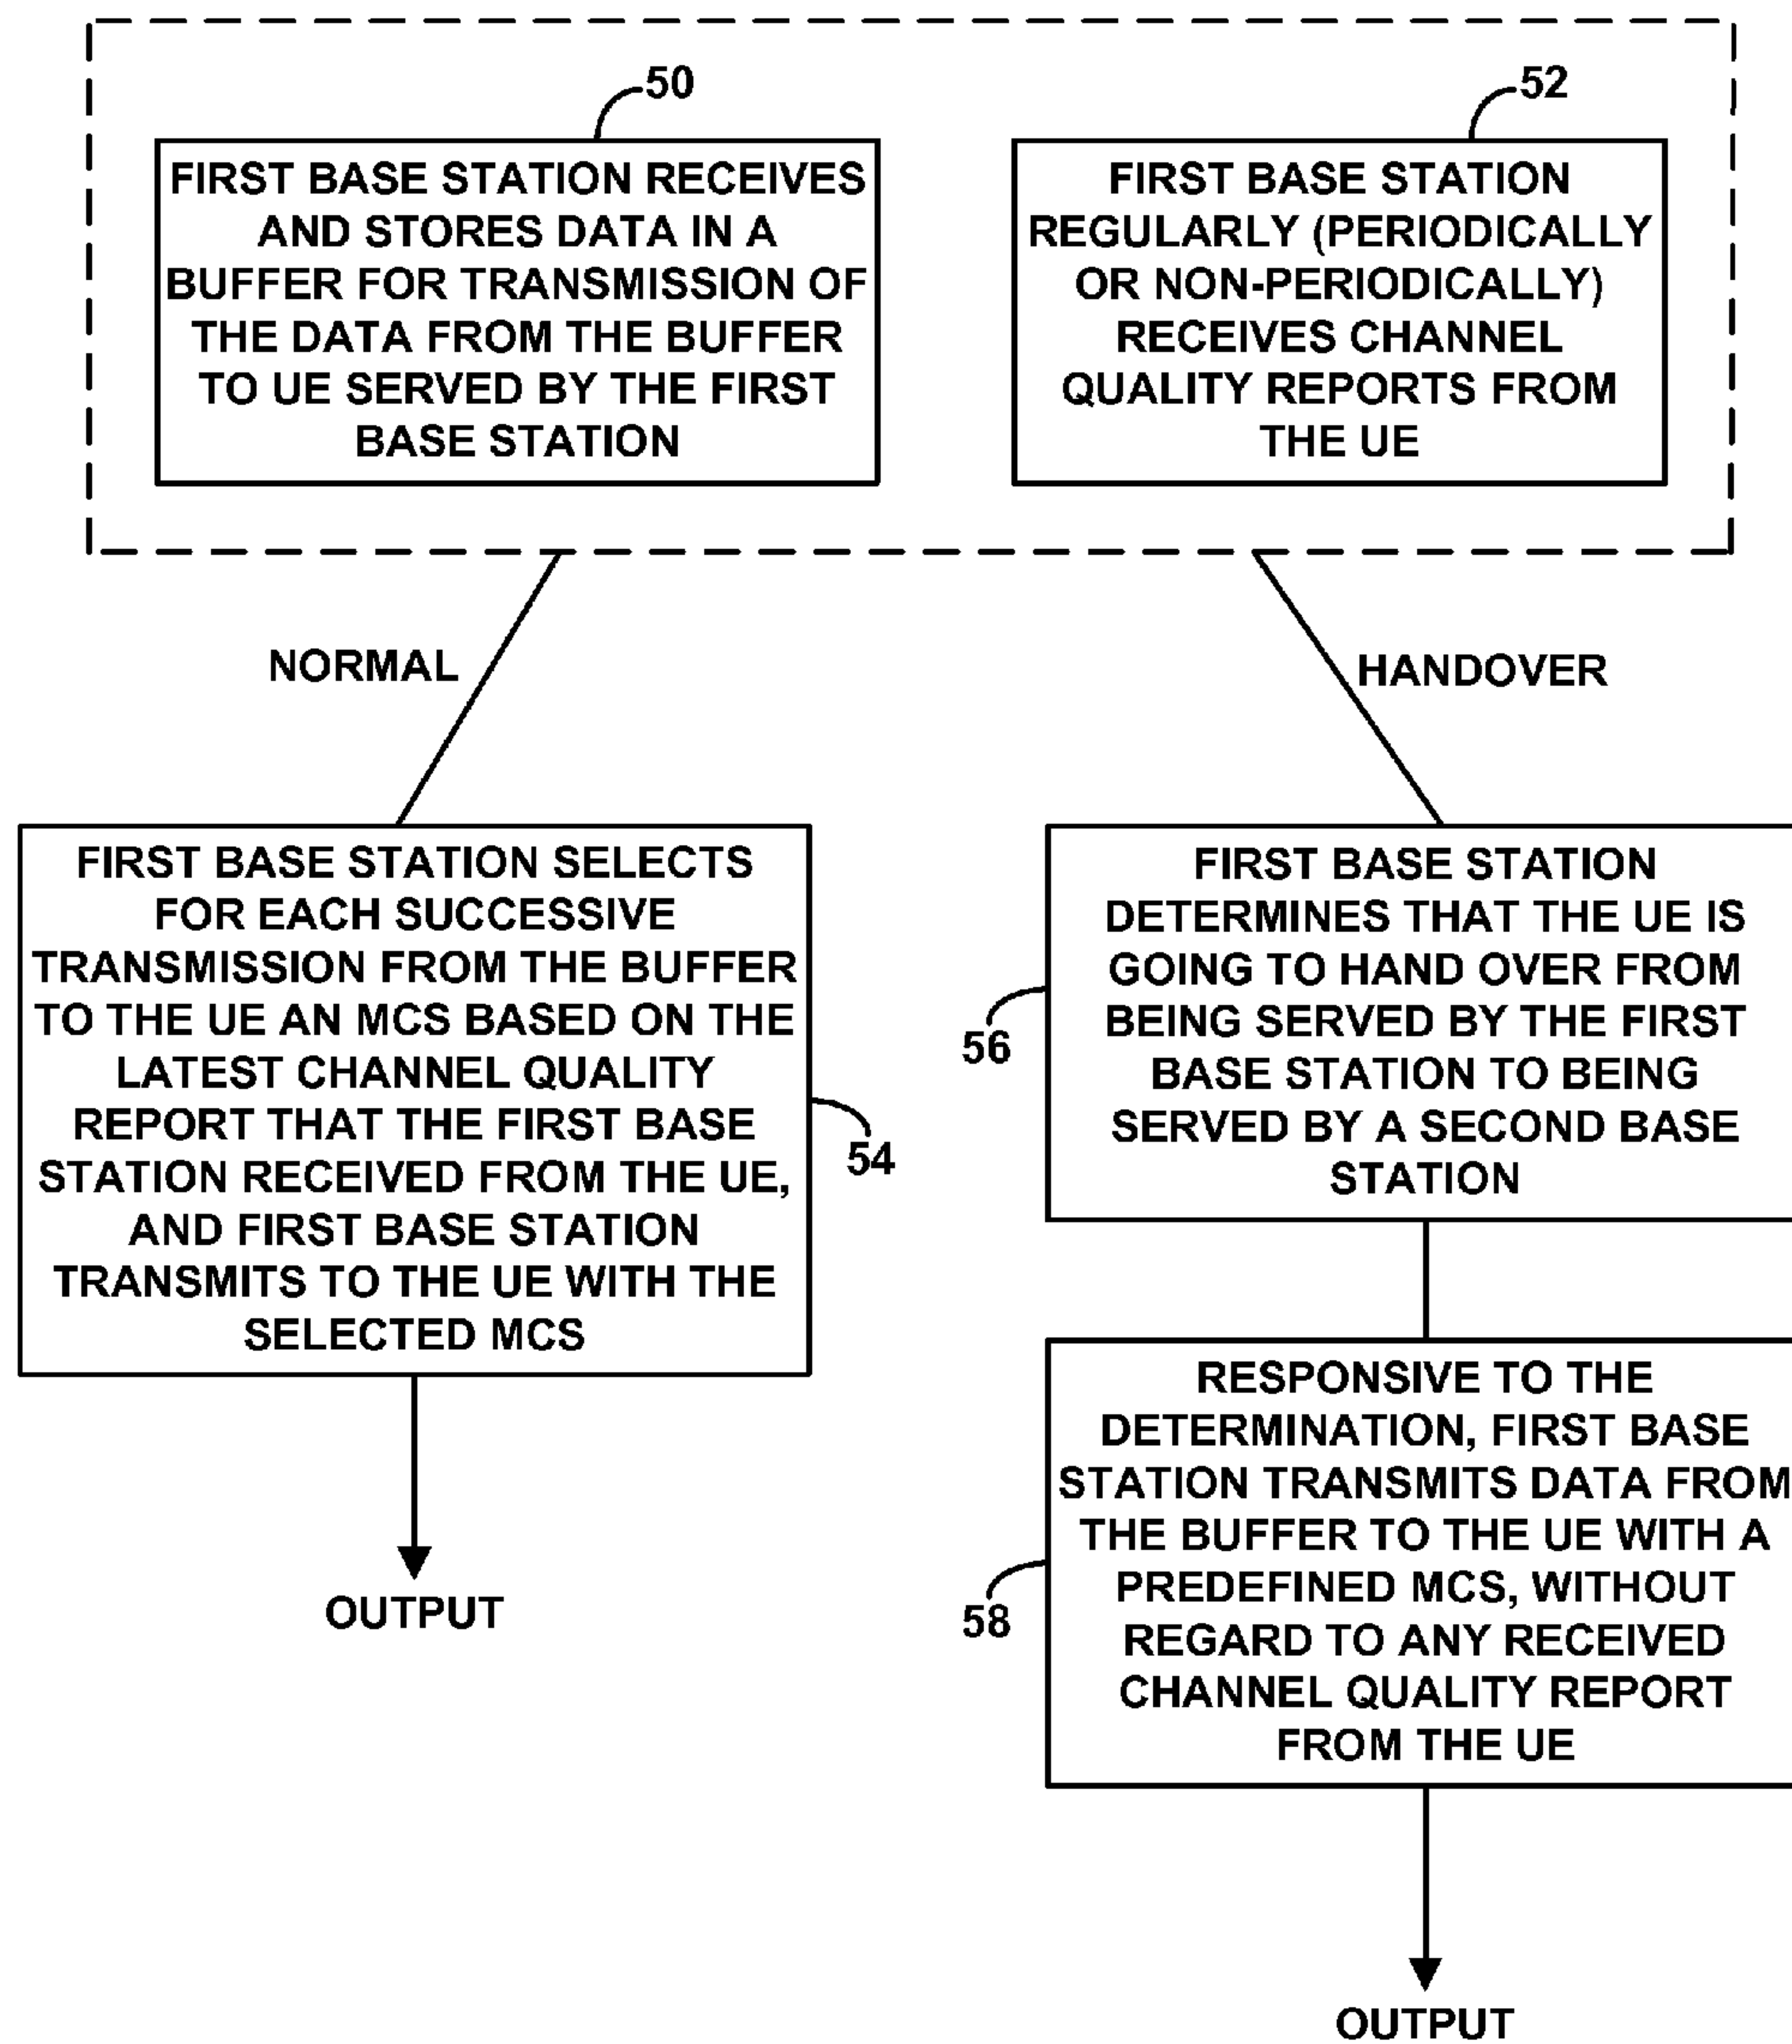 50
FIRST BASE STATION RECEIVES
AND STORES DATA IN A
BUFFER FOR TRANSMISSION OF
THE DATA FROM THE BUFFER
TO UE SERVED BY THE FIRST
BASE STATION
52
FIRST BASE STATION
REGULARLY (PERIODICALLY
OR NON-PERIODICALLY)
RECEIVES CHANNEL
QUALITY REPORTS FROM
THE UE
NORMAL
HANDOVER
FIRST BASE STATION SELECTS
FOR EACH SUCCESSIVE
TRANSMISSION FROM THE BUFFER
TO THE UE AN MCS BASED ON THE
LATEST CHANNEL QUALITY
REPORT THAT THE FIRST BASE
STATION RECEIVED FROM THE UE,
AND FIRST BASE STATION
TRANSMITS TO THE UE WITH THE
SELECTED MCS
54
OUTPUT
FIRST BASE STATION
DETERMINES THAT THE UE IS
GOING TO HAND OVER FROM
BEING SERVED BY THE FIRST
BASE STATION TO BEING
SERVED BY A SECOND BASE
STATION
56
RESPONSIVE TO THE
DETERMINATION, FIRST BASE
STATION TRANSMITS DATA FROM
THE BUFFER TO THE UE WITH A
PREDEFINED MCS, WITHOUT
REGARD TO ANY RECEIVED
CHANNEL QUALITY REPORT
FROM THE UE
58
OUTPUT